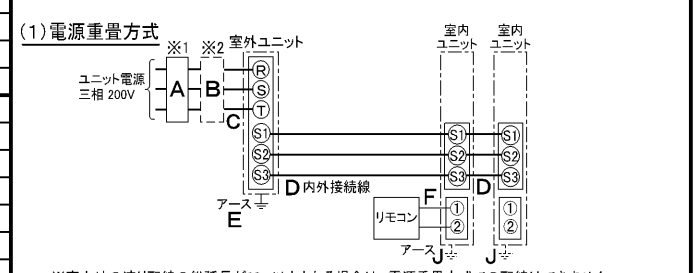 (1)電源重畳方式
※1 ※2 室外ユニット 室内ユニット 室内ユニット
ユニット電源
三相 200V
A B
R
S
T
C
S1 S1 S1
S2 S2 S2
S3 S3 D S3
D 内外接続線
アース
E
F
リモコン
① ①
② ②
アース J J